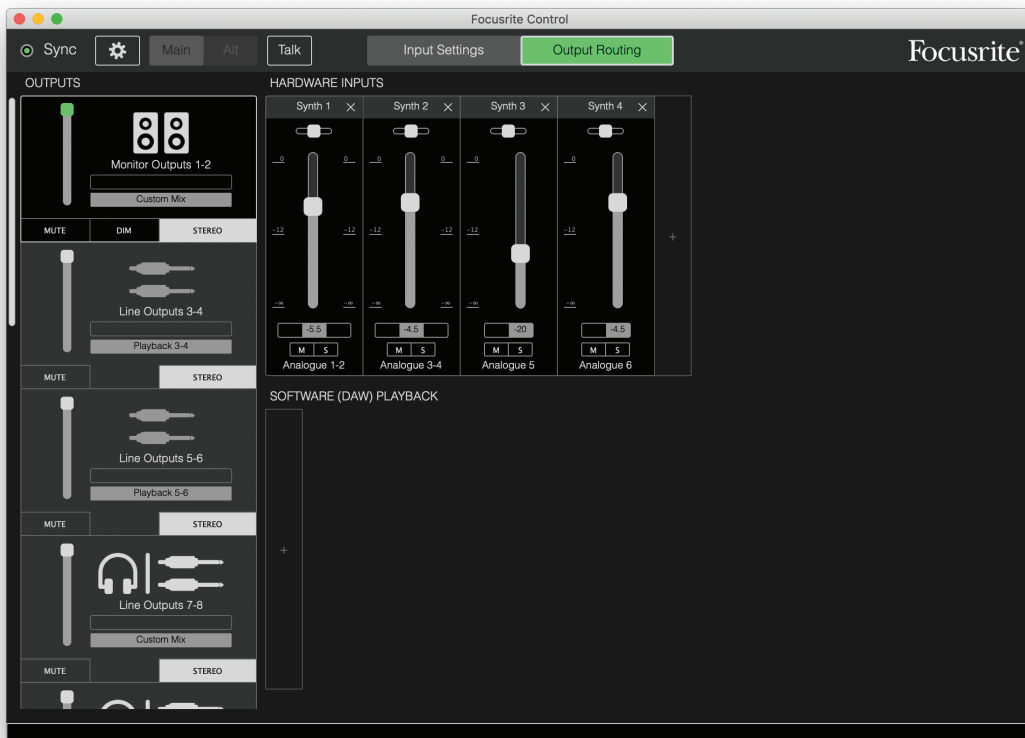 Focusrite Control
Sync Main Alt Talk Input Settings Output Routing Focusrite®
OUTPUTS
Monitor Outputs 1-2
Custom Mix
MUTE DIM STEREO
Line Outputs 3-4
Playback 3-4
MUTE STEREO
Line Outputs 5-6
Playback 5-6
MUTE STEREO
Line Outputs 7-8
Custom Mix
MUTE STEREO
HARDWARE INPUTS
Synth 1 × Synth 2 × Synth 3 × Synth 4 ×
0 0 0 0 0 0
-12 -12 -12 -12 -12 -12
-∞ -∞ -∞ -∞ -∞ -∞
-5.5 -4.5 -20 -4.5
M S M S M S M S
Analogue 1-2 Analogue 3-4 Analogue 5 Analogue 6
+
SOFTWARE (DAW) PLAYBACK
+